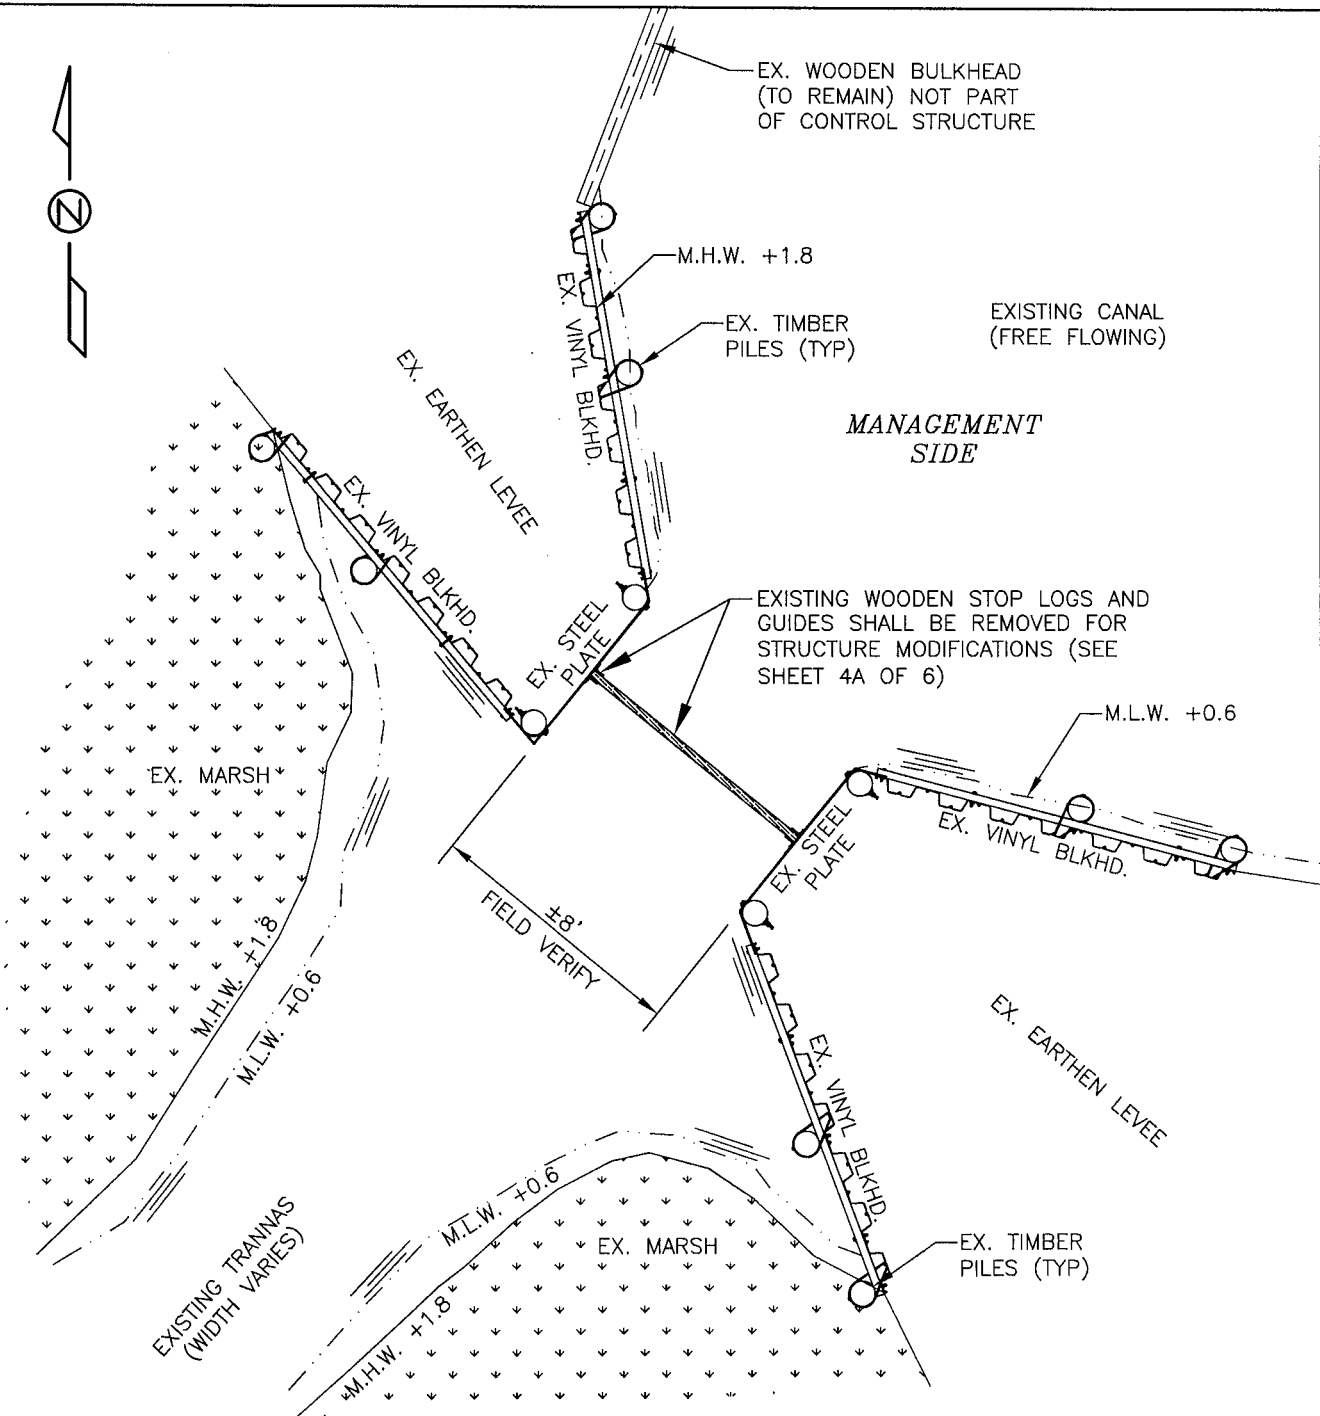 EX. WOODEN BULKHEAD
(TO REMAIN) NOT PART
OF CONTROL STRUCTURE
N
M.H.W. +1.8
EX. TIMBER
PILES (TYP)
EXISTING CANAL
(FREE FLOWING)
MANAGEMENT
SIDE
EX. VINYL BLKHD.
EX. EARTHEN LEVEE
EX. VINYL BLKHD.
EX. STEEL
PLATE
EXISTING WOODEN STOP LOGS AND
GUIDES SHALL BE REMOVED FOR
STRUCTURE MODIFICATIONS (SEE
SHEET 4A OF 6)
M.L.W. +0.6
EX. MARSH
EX. STEEL
PLATE
EX. VINYL BLKHD.
±8'
FIELD VERIFY
M.H.W. +1.8
M.L.W. +0.6
EX. EARTHEN LEVEE
EX. VINYL BLKHD.
M.L.W. +0.6
EX. MARSH
EX. TIMBER
PILES (TYP)
EXISTING TRANNAS
(WIDTH VARIES)
M.H.W. +1.8